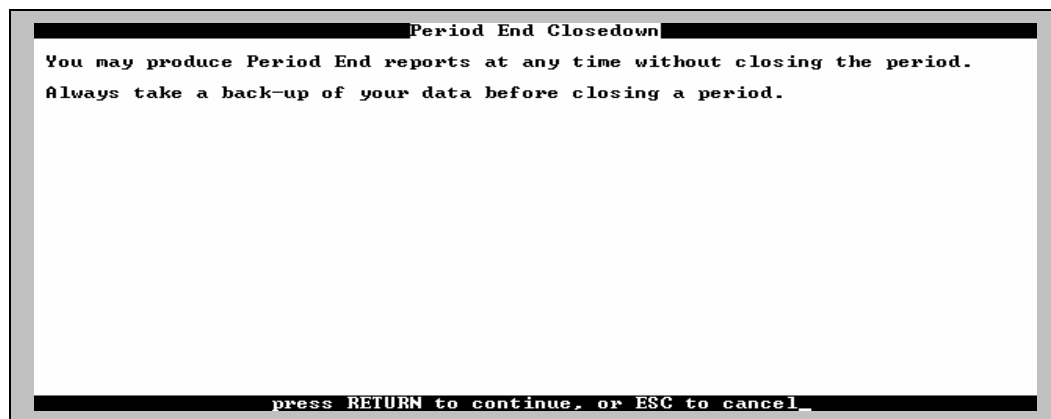 Period End Closedown
You may produce Period End reports at any time without closing the period.
Always take a back-up of your data before closing a period.
press RETURN to continue, or ESC to cancel_